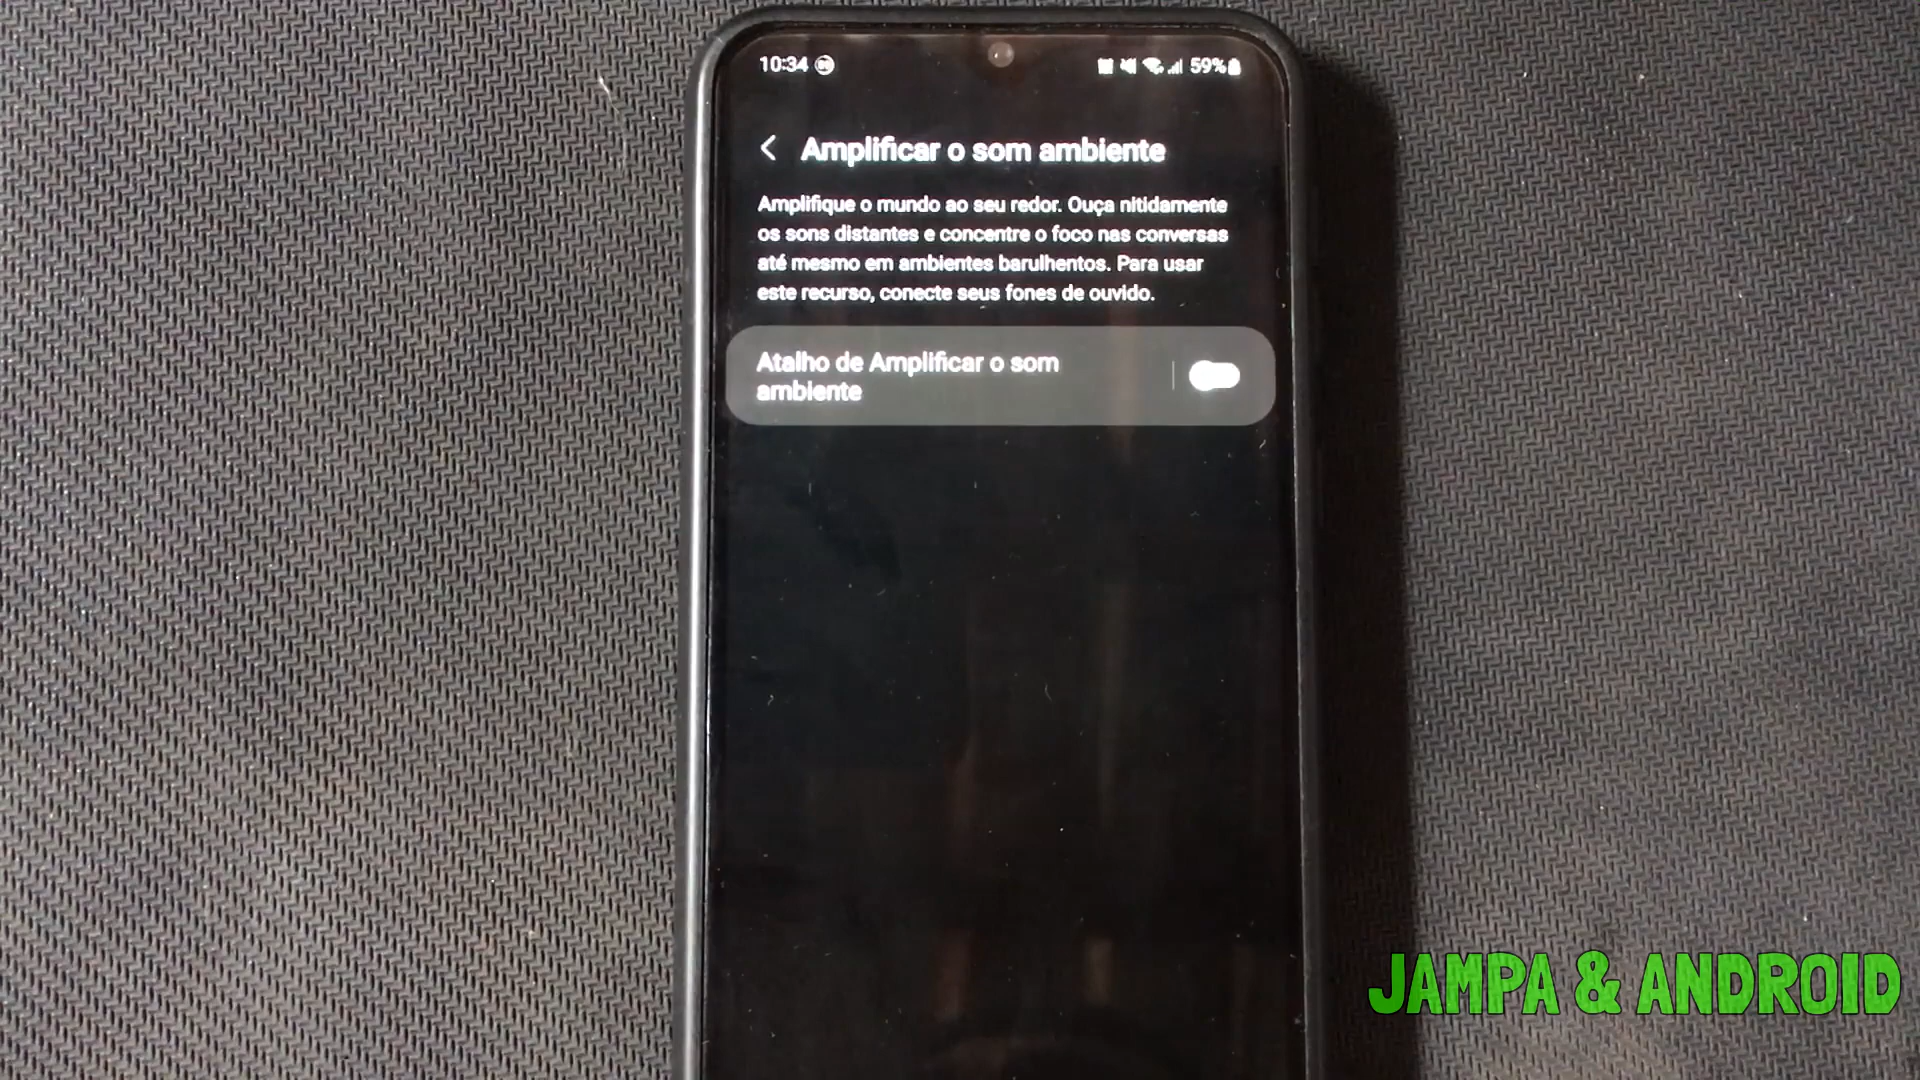 10:34
59%
Amplificar o som ambiente
Amplifique o mundo ao seu redor. Ouça nitidamente
os sons distantes e concentre o foco nas conversas
até mesmo em ambientes barulhentos. Para usar
este recurso, conecte seus fones de ouvido.
Atalho de Amplificar o som
ambiente
JAMPA & ANDROID